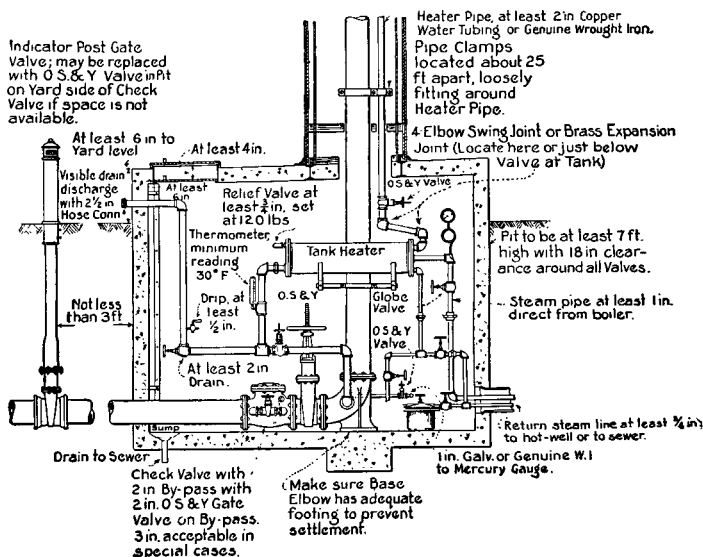 Heater Pipe, at least 2in Copper
Water Tubing or Genuine Wrought Iron.
Pipe Clamps
located about 25
ft apart, loosely
fitting around
Heater Pipe.
Indicator Post Gate
Valve; may be replaced
with O S.& Y Valve in Pit
on Yard side of Check
Valve if space is not
available.
At least 6 in to
Yard level
At least 4in.
4-Elbow Swing Joint or Brass Expansion
Joint (Locate here or just below
Valve at Tank)
Visible drain
discharge
with 2½ in
Hose Conn.
At least
6in
Relief Valve at
least ¾ in, set
at 120 lbs
O.S & Y Valve
Thermometer,
minimum
reading
30° F
Tank Heater
Pit to be at least 7 ft.
high with 18 in clear-
ance around all Valves.
Not less
than 3ft
Drip, at
least
½ in.
O.S.& Y
Globe
Valve
Steam pipe at least 1in.
direct from boiler.
O.S & Y
Valve
At least 2in
Drain.
Sump
Return steam line at least ¾ in,
to hot-well or to sewer.
Drain to Sewer
1 in. Galv. or Genuine W.I
to Mercury Gauge.
Check Valve with
2 in By-pass with
2 in. O S & Y Gate
Valve on By-pass.
3 in. acceptable in
special cases.
Make sure Base
Elbow has adequate
footing to prevent
settlement.